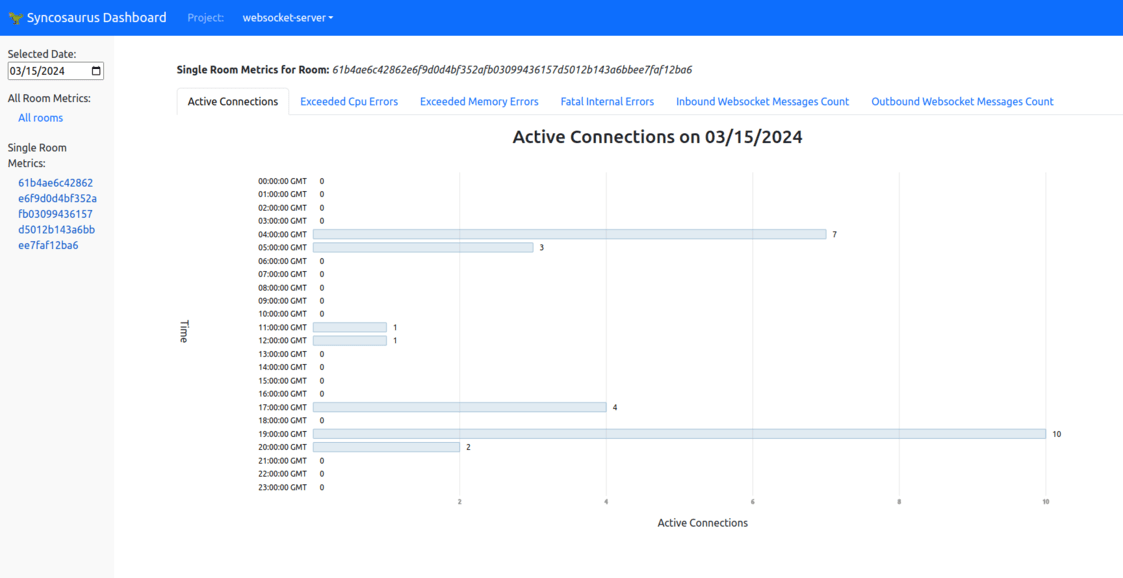 Syncosaurus Dashboard
Project:
websocket-server
Selected Date:
03/15/2024
All Room Metrics:
All rooms
Single Room
Metrics:
61b4ae6c42862
e6f9d0d4bf352a
fb03099436157
d5012b143a6bb
ee7faf12ba6
Single Room Metrics for Room: 61b4ae6c42862e6f9d0d4bf352afb03099436157d5012b143a6bbee7faf12ba6
Active Connections
Exceeded Cpu Errors
Exceeded Memory Errors
Fatal Internal Errors
Inbound Websocket Messages Count
Outbound Websocket Messages Count
Active Connections on 03/15/2024
Time
00:00:00 GMT 0
01:00:00 GMT 0
02:00:00 GMT 0
03:00:00 GMT 0
04:00:00 GMT 7
05:00:00 GMT 3
06:00:00 GMT 0
07:00:00 GMT 0
08:00:00 GMT 0
09:00:00 GMT 0
10:00:00 GMT 0
11:00:00 GMT 1
12:00:00 GMT 1
13:00:00 GMT 0
14:00:00 GMT 0
15:00:00 GMT 0
16:00:00 GMT 0
17:00:00 GMT 4
18:00:00 GMT 0
19:00:00 GMT 10
20:00:00 GMT 2
21:00:00 GMT 0
22:00:00 GMT 0
23:00:00 GMT 0
2 4 6 8 10
Active Connections